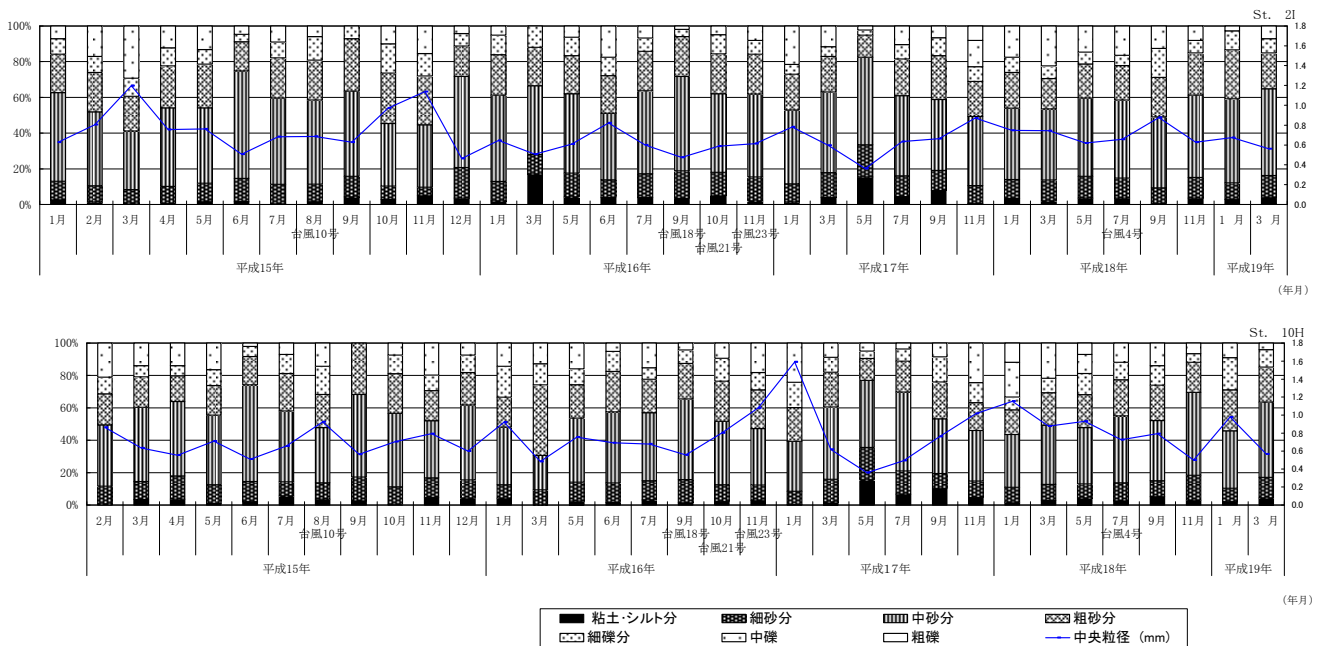 St. 2I
100%
80%
60%
40%
20%
0%
1.8
1.6
1.4
1.2
1.0
0.8
0.6
0.4
0.2
0.0
1月 2月 3月 4月 5月 6月 7月 8月 9月 10月 11月 12月 1月 3月 5月 6月 7月 9月 10月 11月 1月 3月 5月 7月 9月 11月 1月 3月 5月 7月 9月 11月 1 月 3 月
台風10号 台風18号 台風23号 台風4号
台風21号
平成15年 平成16年 平成17年 平成18年 平成19年
(年月)
St. 10H
100%
80%
60%
40%
20%
0%
1.8
1.6
1.4
1.2
1.0
0.8
0.6
0.4
0.2
0.0
2月 3月 4月 5月 6月 7月 8月 9月 10月 11月 12月 1月 3月 5月 6月 7月 9月 10月 11月 1月 3月 5月 7月 9月 11月 1月 3月 5月 7月 9月 11月 1 月 3 月
台風10号 台風18号 台風23号 台風4号
台風21号
平成15年 平成16年 平成17年 平成18年 平成19年
(年月)
粘土･シルト分 細砂分 中砂分 粗砂分
細礫分 中礫 粗礫 中央粒径 (mm)